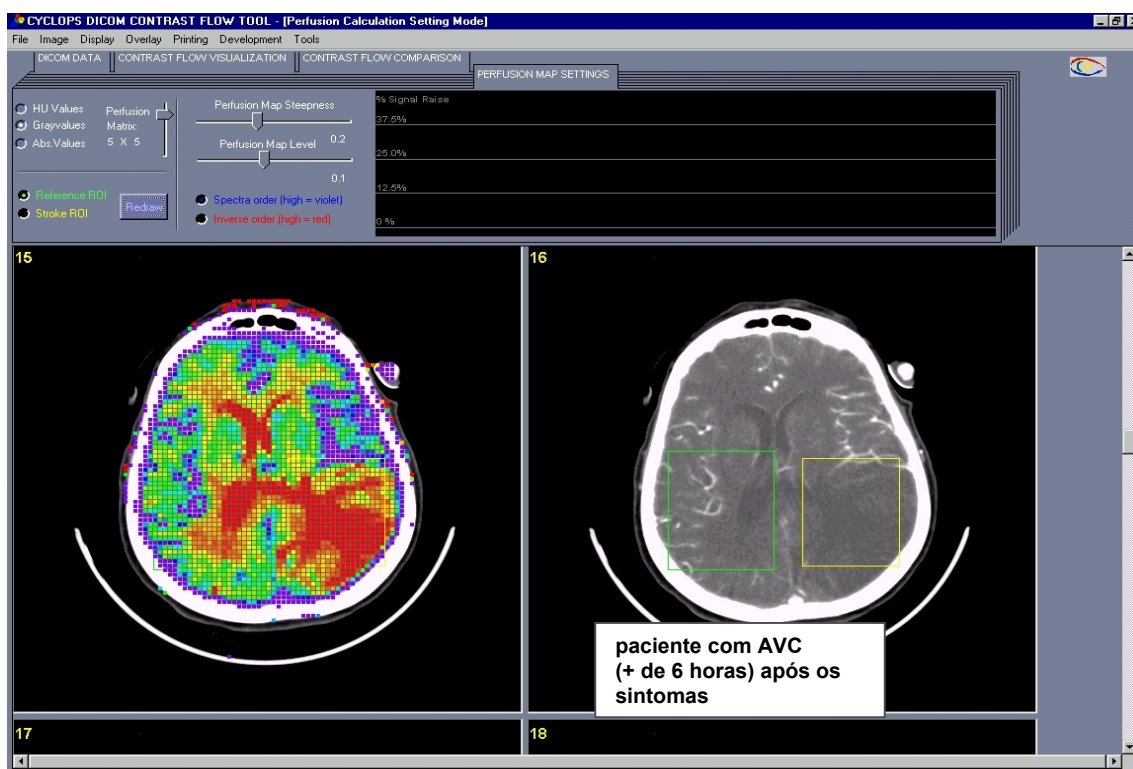 CYCLOPS DICOM CONTRAST FLOW TOOL - [Perfusion Calculation Setting Mode]
File Image Display Overlay Printing Development Tools
DICOM DATA
CONTRAST FLOW VISUALIZATION
CONTRAST FLOW COMPARISON
PERFUSION MAP SETTINGS
HU Values
Grayvalues
Abs.Values
Perfusion
Matrix:
5 X 5
Reference ROI
Stroke ROI
Redraw
Perfusion Map Steepness
0.2
Perfusion Map Level
0.1
Spectra order (high = violet)
Inverse order (high = red)
% Signal Raise
37.5%
25.0%
12.5%
0 %
15
16
paciente com AVC
(+ de 6 horas) após os
sintomas
17
18